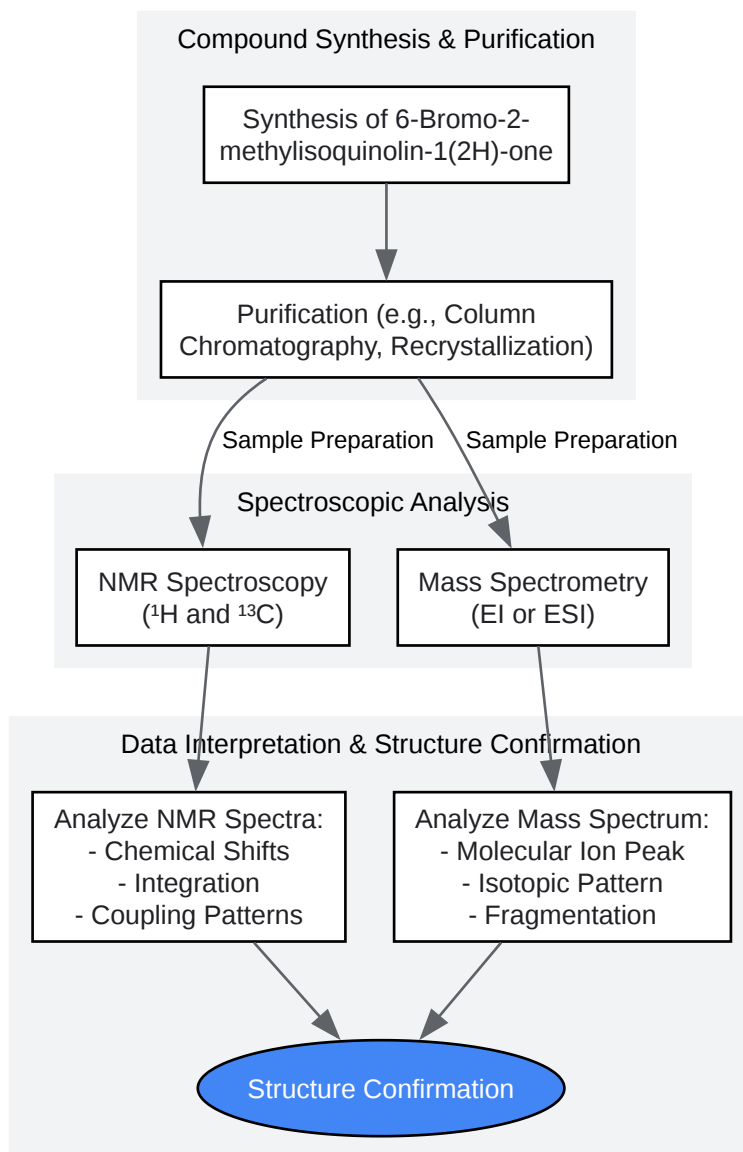 Compound Synthesis & Purification
Synthesis of 6-Bromo-2-
methylisoquinolin-1(2H)-one
Purification (e.g., Column
Chromatography, Recrystallization)
Sample Preparation
Sample Preparation
Spectroscopic Analysis
NMR Spectroscopy
(¹H and ¹³C)
Mass Spectrometry
(EI or ESI)
Data Interpretation & Structure Confirmation
Analyze NMR Spectra:
- Chemical Shifts
- Integration
- Coupling Patterns
Analyze Mass Spectrum:
- Molecular Ion Peak
- Isotopic Pattern
- Fragmentation
Structure Confirmation